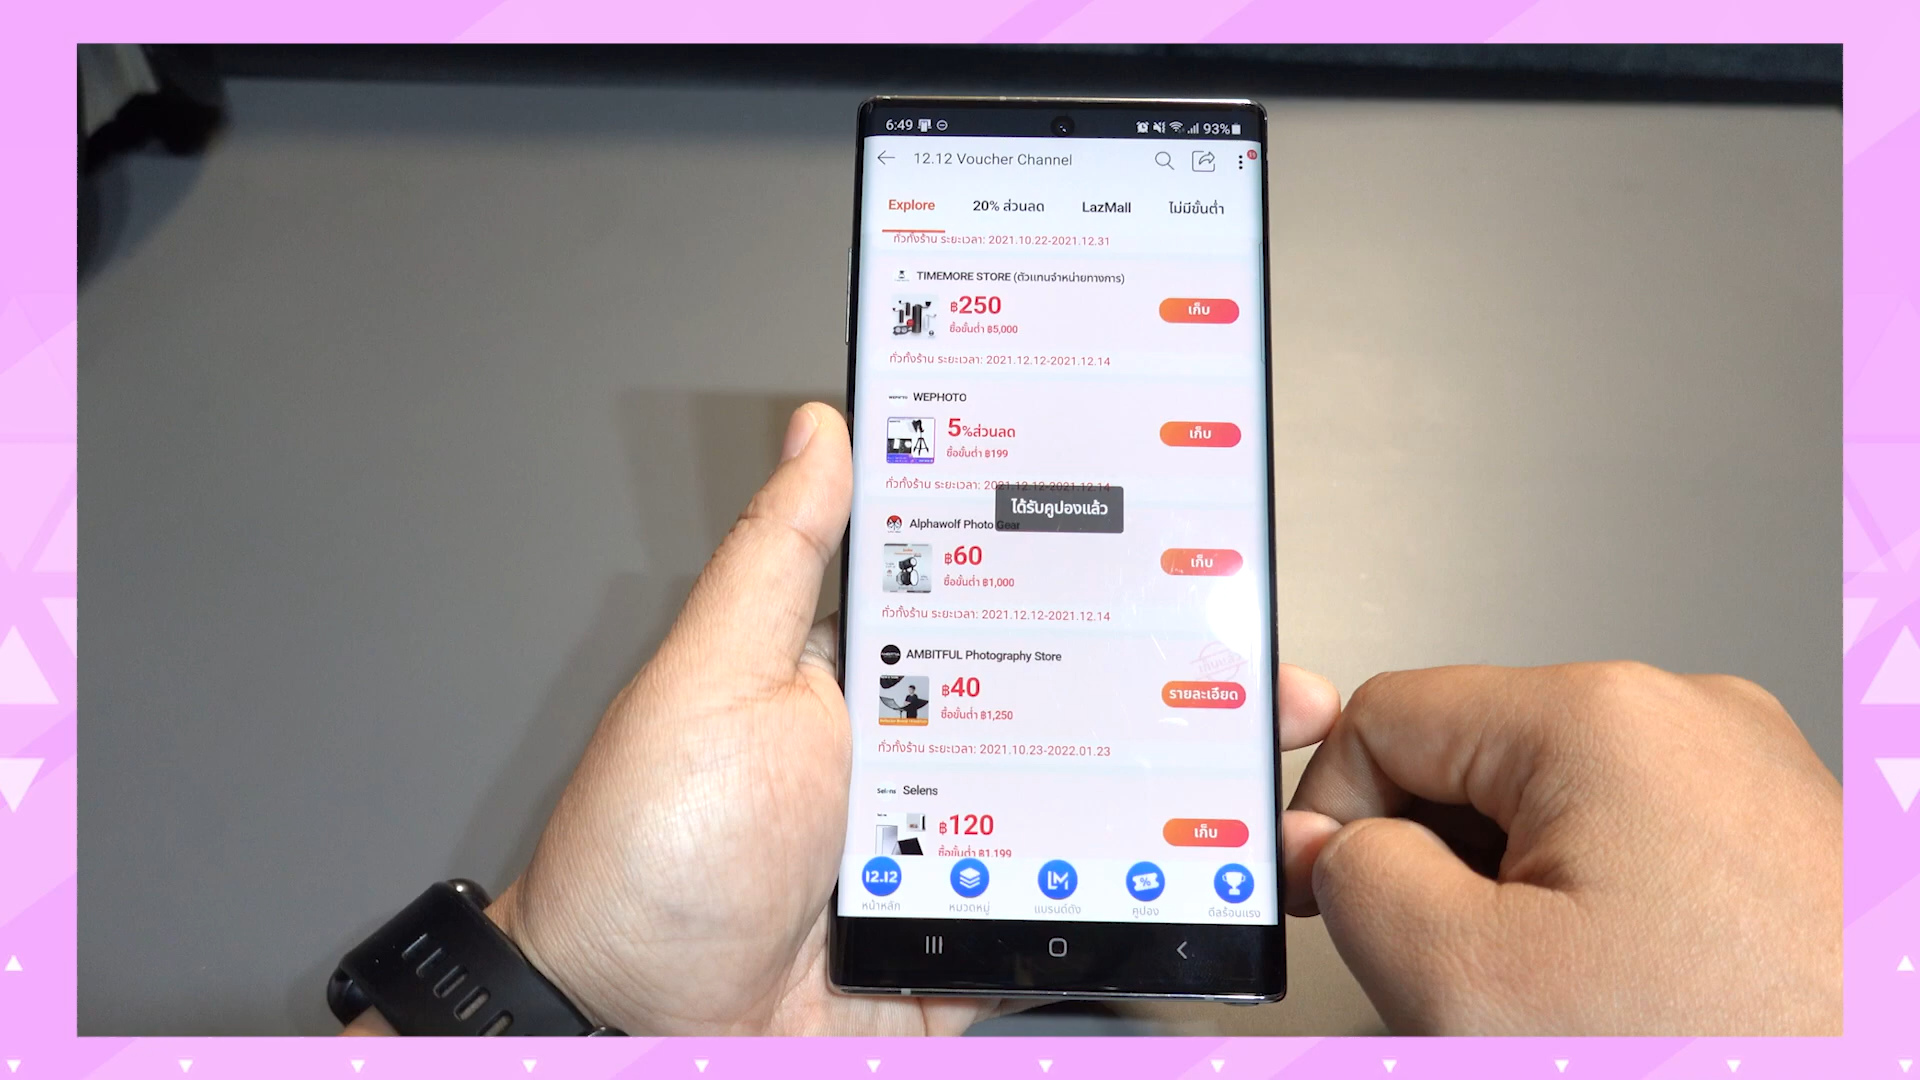 6:49
93%
12.12 Voucher Channel
Explore
20% ส่วนลด
LazMall
ไม่มีขั้นต่ำ
ทั่วทั้งร้าน ระยะเวลา: 2021.10.22-2021.12.31
TIMEMORE STORE (ตัวแทนจำหน่ายทางการ)
฿250
เก็บ
ซื้อขั้นต่ำ ฿5,000
ทั่วทั้งร้าน ระยะเวลา: 2021.12.12-2021.12.14
WEPHOTO
5%ส่วนลด
เก็บ
ซื้อขั้นต่ำ ฿199
ทั่วทั้งร้าน ระยะเวลา: 2021.12.12-2021.12.14
ได้รับคูปองแล้ว
Alphawolf Photo Gear
฿60
เก็บ
ซื้อขั้นต่ำ ฿1,000
ทั่วทั้งร้าน ระยะเวลา: 2021.12.12-2021.12.14
AMBITFUL Photography Store
฿40
รายละเอียด
ซื้อขั้นต่ำ ฿1,250
ทั่วทั้งร้าน ระยะเวลา: 2021.10.23-2022.01.23
Selens Selens
฿120
เก็บ
ซื้อขั้นต่ำ ฿1,199
12.12
LM
%
หน้าหลัก
หมวดหมู่
แบรนด์ดัง
คูปอง
ดีลร้อนแรง